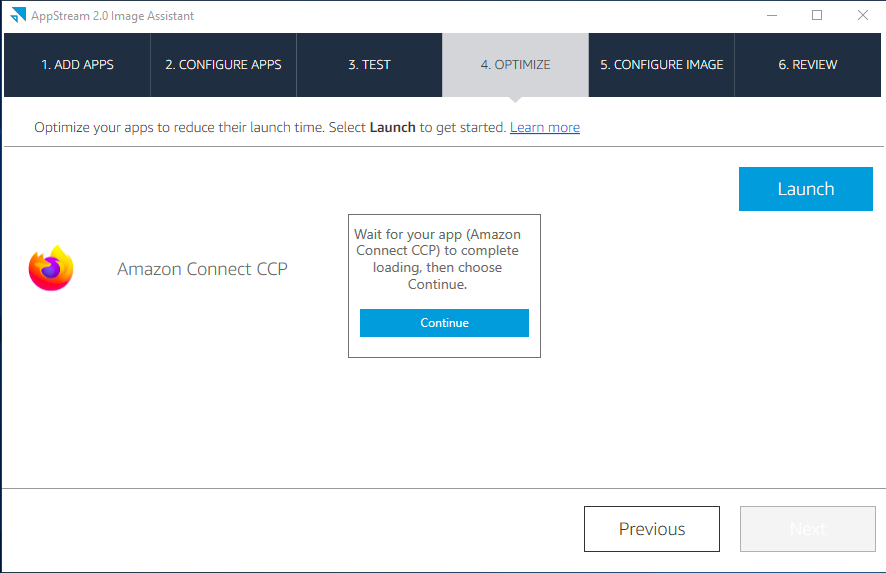 AppStream 2.0 Image Assistant
1. ADD APPS
2. CONFIGURE APPS
3. TEST
4. OPTIMIZE
5. CONFIGURE IMAGE
6. REVIEW
Optimize your apps to reduce their launch time. Select Launch to get started. Learn more
Launch
Amazon Connect CCP
Wait for your app (Amazon
Connect CCP) to complete
loading, then choose
Continue.
Continue
Previous
Next